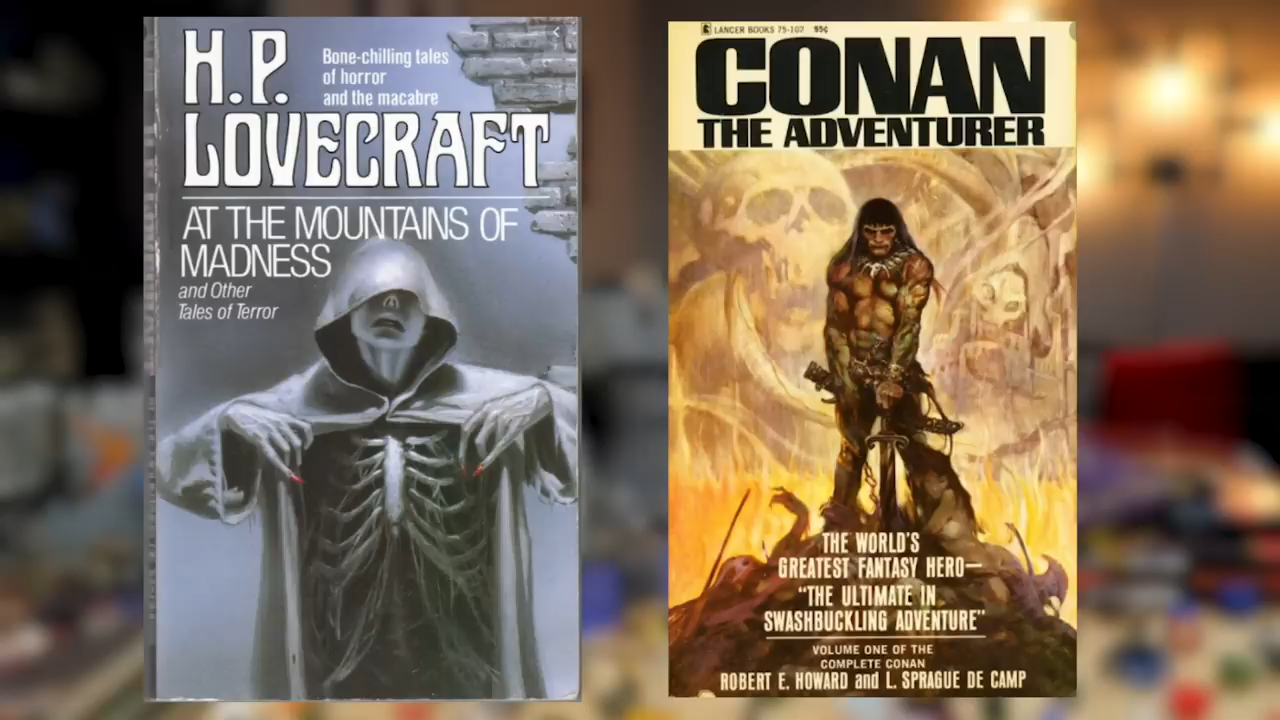 H.P.
Bone-chilling tales
of horror
and the macabre
LOVECRAFT
AT THE MOUNTAINS OF
MADNESS
and Other
Tales of Terror
LANCER BOOKS 75-102 95¢
CONAN
THE ADVENTURER
THE WORLD'S
GREATEST FANTASY HERO—
"THE ULTIMATE IN
SWASHBUCKLING ADVENTURE"
VOLUME ONE OF THE
COMPLETE CONAN
ROBERT E. HOWARD and L. SPRAGUE DE CAMP